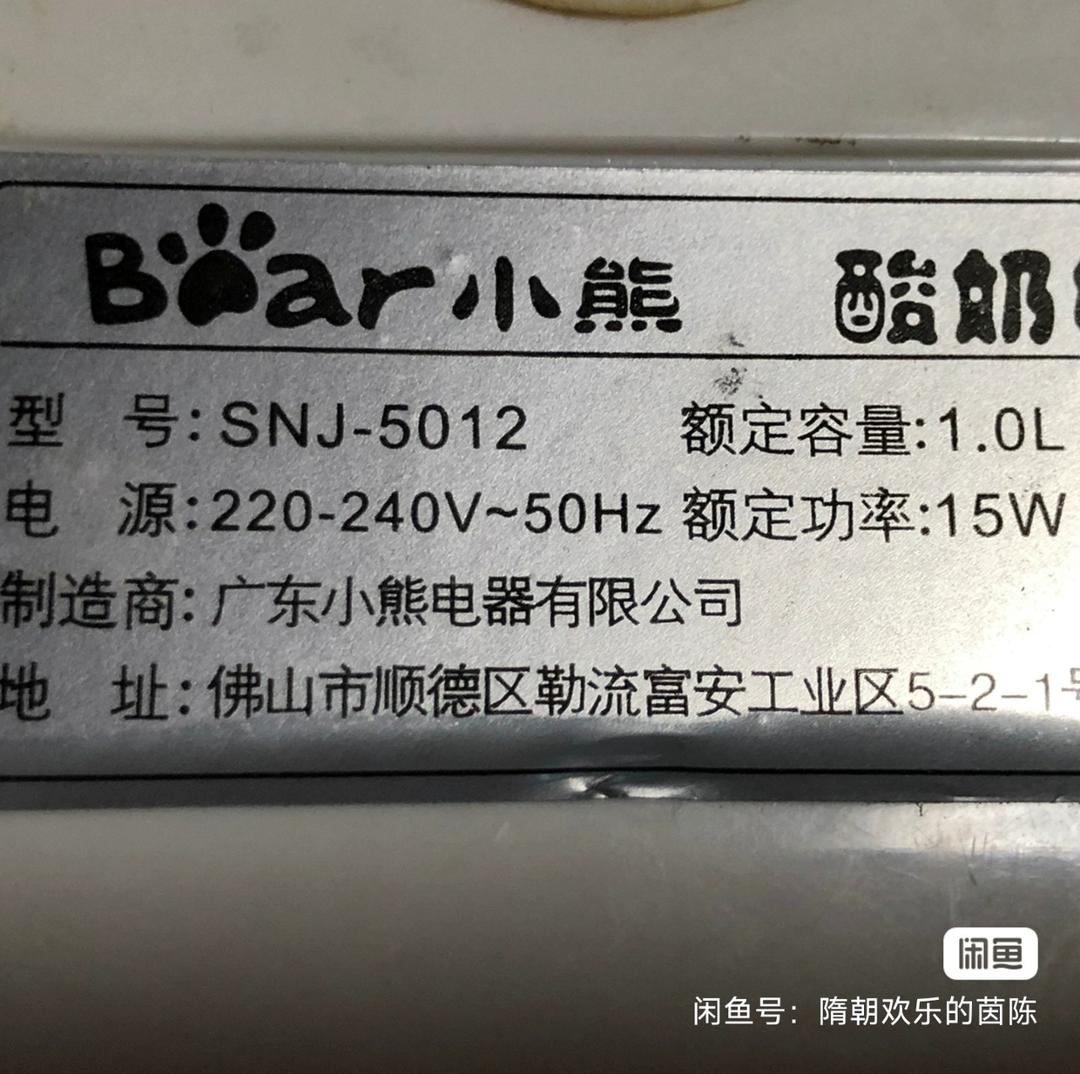 Bear小熊 酸奶
型 号:SNJ-5012 额定容量:1.0L
电 源:220-240V~50Hz 额定功率:15W
制造商:广东小熊电器有限公司
地 址:佛山市顺德区勒流富安工业区5-2-1号
闲鱼
闲鱼号：隋朝欢乐的茵陈